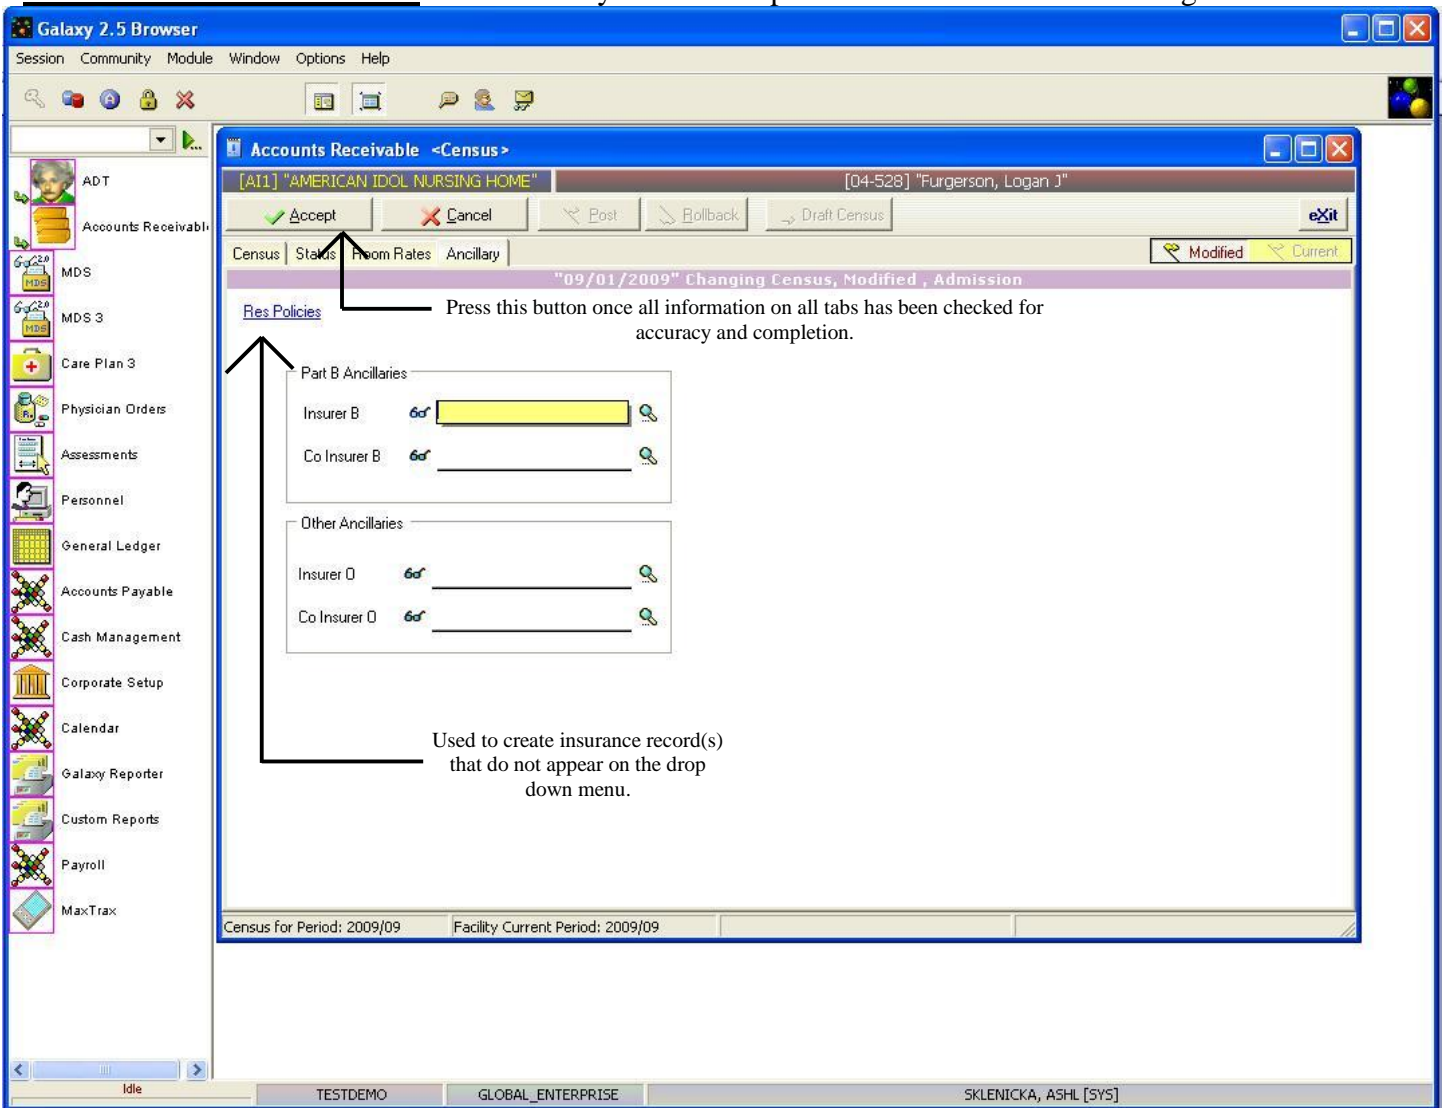 Galaxy 2.5 Browser
Session Community Module Window Options Help
ADT
Accounts Receivabl
MDS
MDS 3
Care Plan 3
Physician Orders
Assessments
Personnel
General Ledger
Accounts Payable
Cash Management
Corporate Setup
Calendar
Galaxy Reporter
Custom Reports
Payroll
MaxTrax
Accounts Receivable <Census>
[AI1] "AMERICAN IDOL NURSING HOME" [04-528] "Furgerson, Logan J"
Accept Cancel Post Rollback Draft Census eXit
Census Status Room Rates Ancillary Modified Current
"09/01/2009" Changing Census, Modified , Admission
Res Policies
Press this button once all information on all tabs has been checked for
accuracy and completion.
Part B Ancillaries
Insurer B
Co Insurer B
Other Ancillaries
Insurer O
Co Insurer O
Used to create insurance record(s)
that do not appear on the drop
down menu.
Census for Period: 2009/09 Facility Current Period: 2009/09
Idle TESTDEMO GLOBAL_ENTERPRISE SKLENICKA, ASHL [SYS]